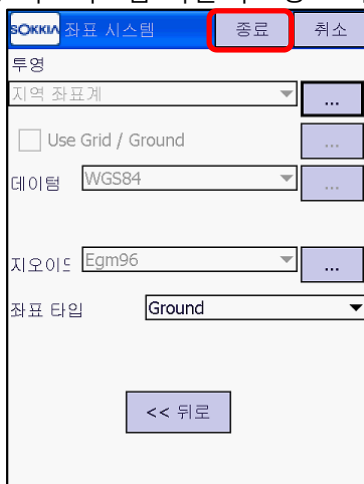 SOKKIA 좌표 시스템 종료 취소
투영
지역 좌표계 ...
Use Grid / Ground ...
데이텀 WGS84 ...
지오이드 Egm96 ...
좌표 타입 Ground
<< 뒤로